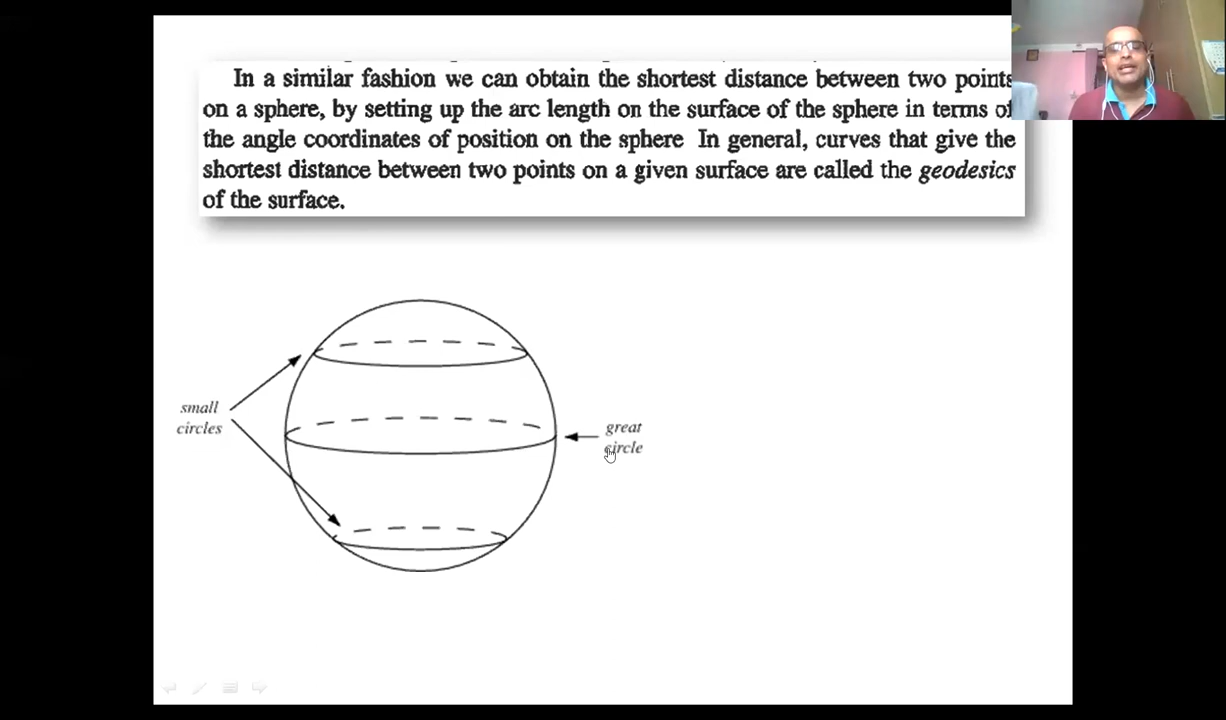 In a similar fashion we can obtain the shortest distance between two points
on a sphere, by setting up the arc length on the surface of the sphere in terms of
the angle coordinates of position on the sphere In general, curves that give the
shortest distance between two points on a given surface are called the geodesics
of the surface.
small
circles
great
circle